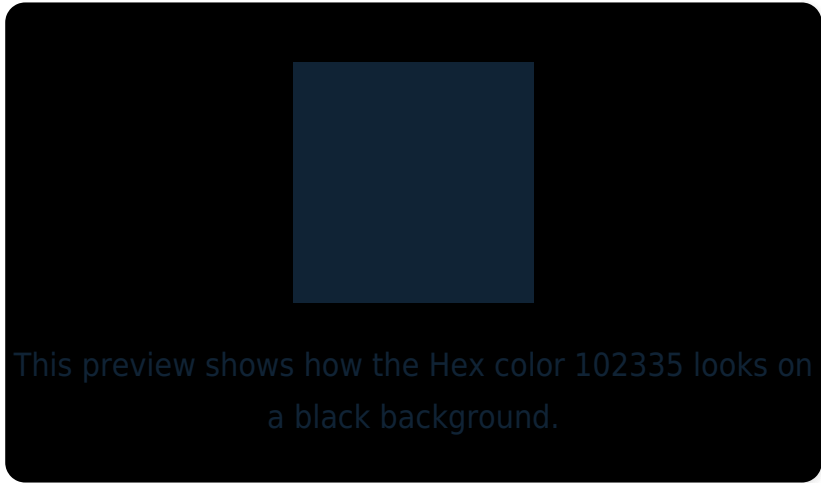 This preview shows how the Hex color 102335 looks on
a black background.